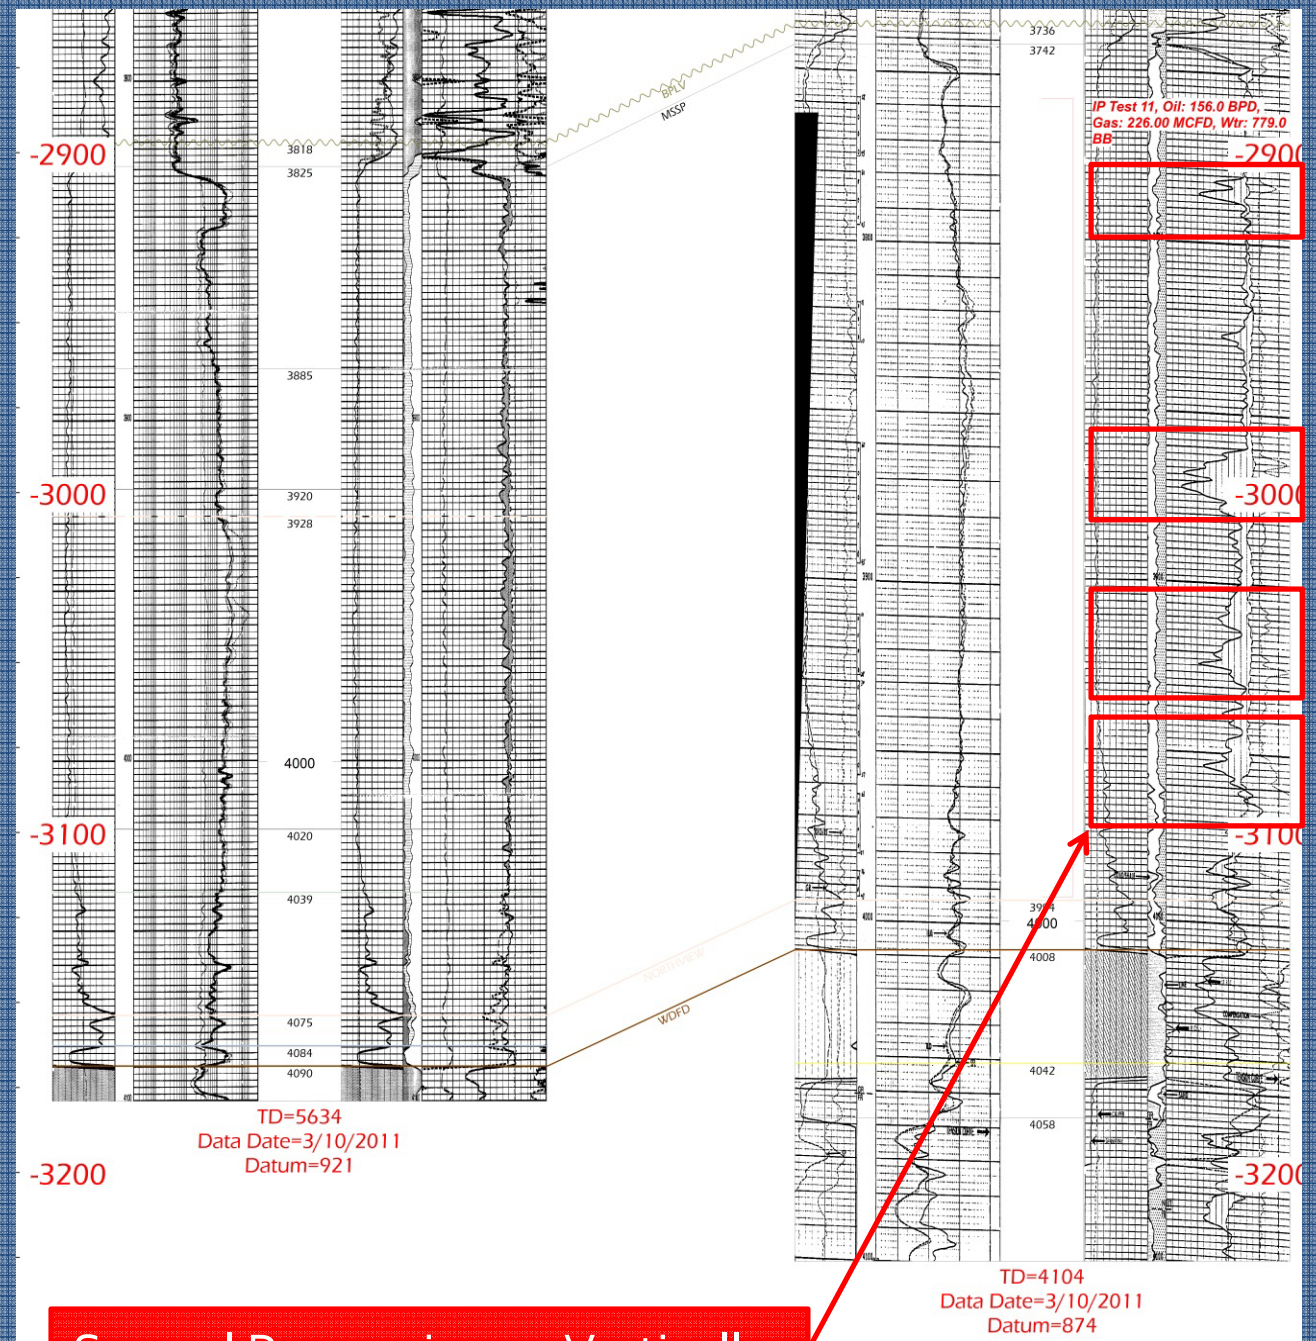 BPLV
MSSP
-2900
3818
3825
3885
-3000
3920
3928
4000
-3100
4020
4039
4075
4084
4090
NORTHVIEW
WDFD
TD=5634
Data Date=3/10/2011
Datum=921
-3200
3736
3742
IP Test 11, Oil: 156.0 BPD,
Gas: 226.00 MCFD, Wtr: 779.0
BB
-2900
-3000
-3100
4000
4008
4042
4058
COMPENSATION
TENSION CURVE
-3200
TD=4104
Data Date=3/10/2011
Datum=874